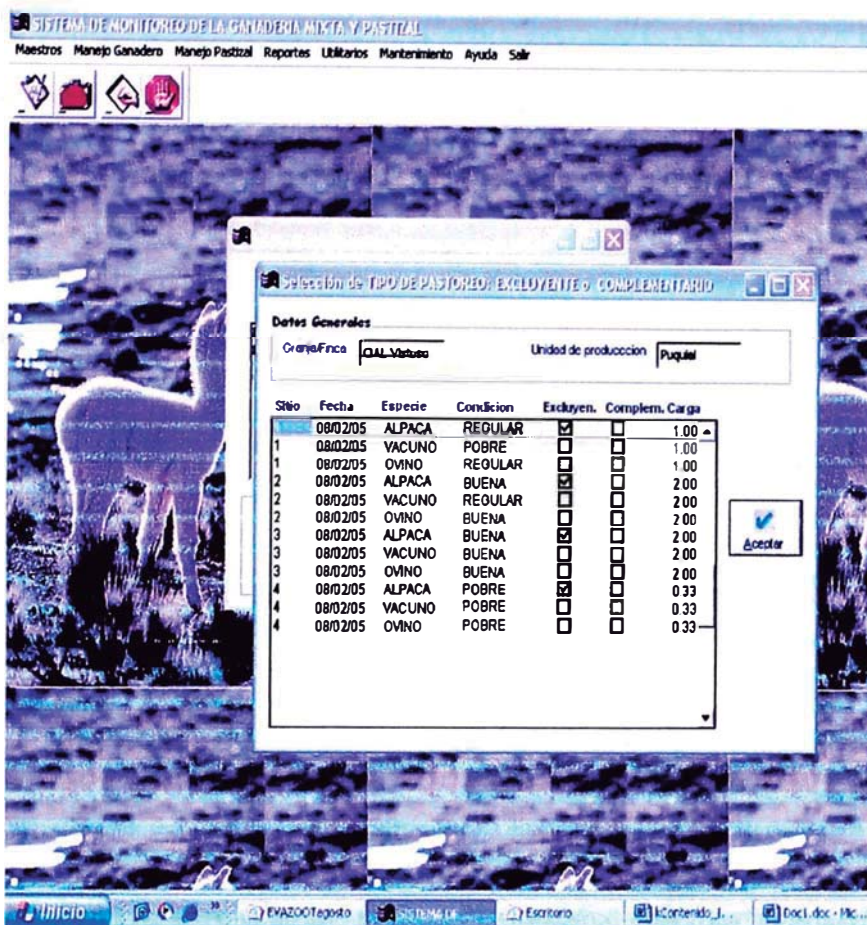 SISTEMA DE MONITOREO DE LA GANADERIA MIXTA Y PASTIZAL
Maestros Manejo Ganadero Manejo Pastizal Reportes Utilitarios Mantenimiento Ayuda Salir
Selección de TIPO DE PASTOREO: EXCLUYENTE o COMPLEMENTARIO
Datos Generales
Granja/Finca Unidad de producccion Puquial
Sitio Fecha Especie Condicion Excluyen. Complem. Carga
08/02/05 ALPACA REGULAR 1.00
1 08/02/05 VACUNO POBRE 1.00
1 08/02/05 OVINO REGULAR 1.00
2 08/02/05 ALPACA BUENA 2.00
2 08/02/05 VACUNO REGULAR 2.00
2 08/02/05 OVINO BUENA 2.00
3 08/02/05 ALPACA BUENA 2.00
3 08/02/05 VACUNO BUENA 2.00
3 08/02/05 OVINO BUENA 2.00
4 08/02/05 ALPACA POBRE 0.33
4 08/02/05 VACUNO POBRE 0.33
4 08/02/05 OVINO POBRE 0.33
Aceptar
Inicio EVAZOOTagosto SISTEMA DE ... Escritorio Doc1.doc - Mic...